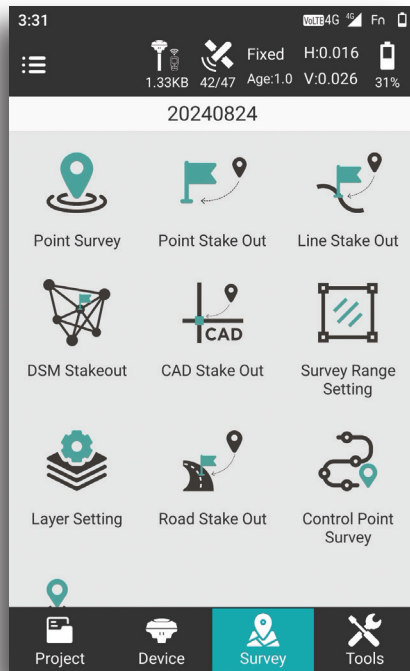 3:31
VoLTE 4G 4G Fn
Fixed H:0.016
1.33KB 42/47 Age:1.0 V:0.026 31%
20240824
Point Survey Point Stake Out Line Stake Out
CAD
DSM Stakeout CAD Stake Out Survey Range
Setting
Layer Setting Road Stake Out Control Point
Survey
Project Device Survey Tools